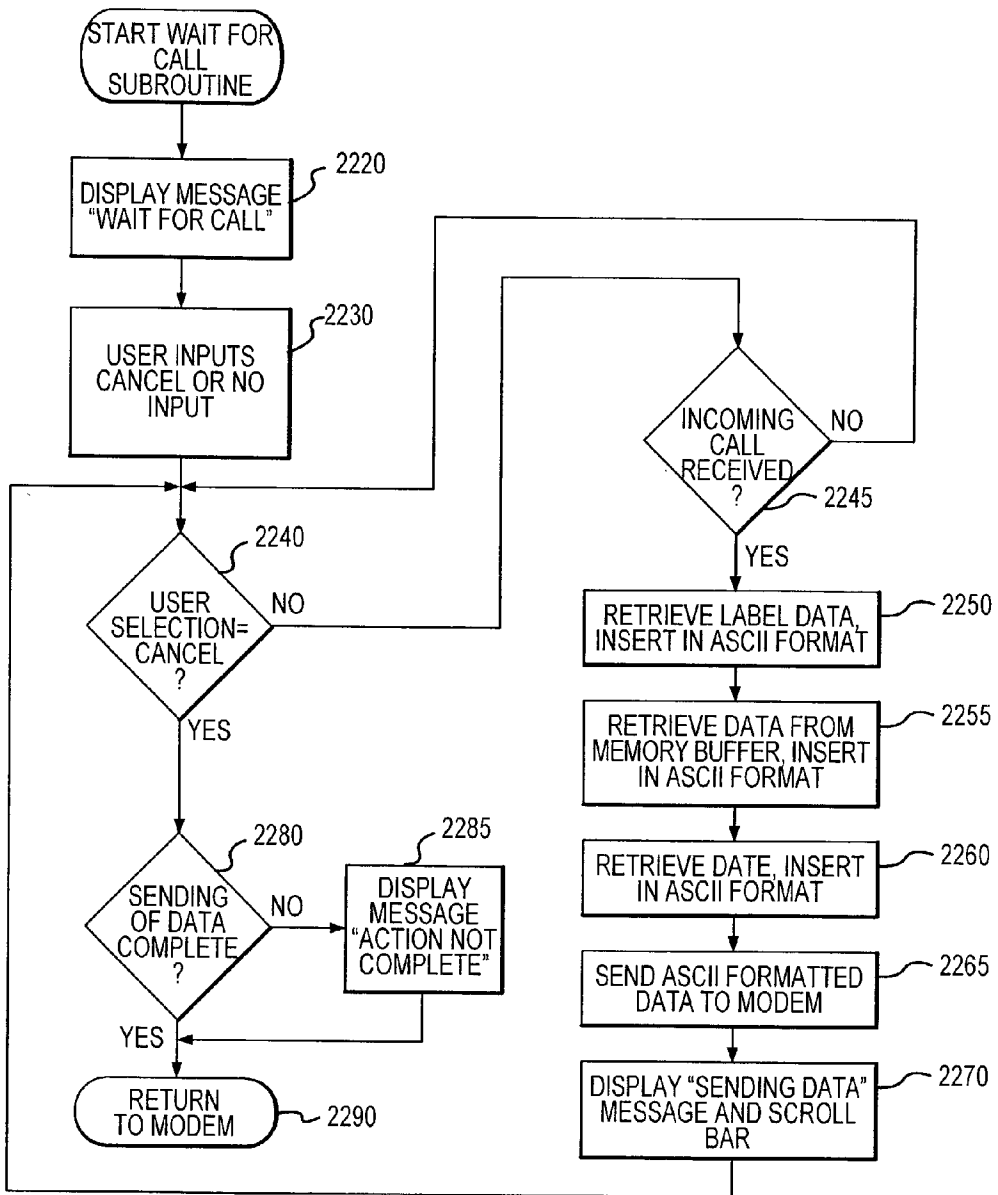 START WAIT FOR
CALL
SUBROUTINE
2220
DISPLAY MESSAGE
"WAIT FOR CALL"
2230
USER INPUTS
CANCEL OR NO
INPUT
2240
USER
SELECTION=
CANCEL
?
NO
YES
2280
SENDING
OF DATA
COMPLETE
?
NO
YES
2285
DISPLAY
MESSAGE
"ACTION NOT
COMPLETE"
RETURN
TO MODEM
2290
INCOMING
CALL
RECEIVED
?
NO
2245
YES
2250
RETRIEVE LABEL DATA,
INSERT IN ASCII FORMAT
2255
RETRIEVE DATA FROM
MEMORY BUFFER, INSERT
IN ASCII FORMAT
2260
RETRIEVE DATE, INSERT
IN ASCII FORMAT
2265
SEND ASCII FORMATTED
DATA TO MODEM
2270
DISPLAY "SENDING DATA"
MESSAGE AND SCROLL
BAR